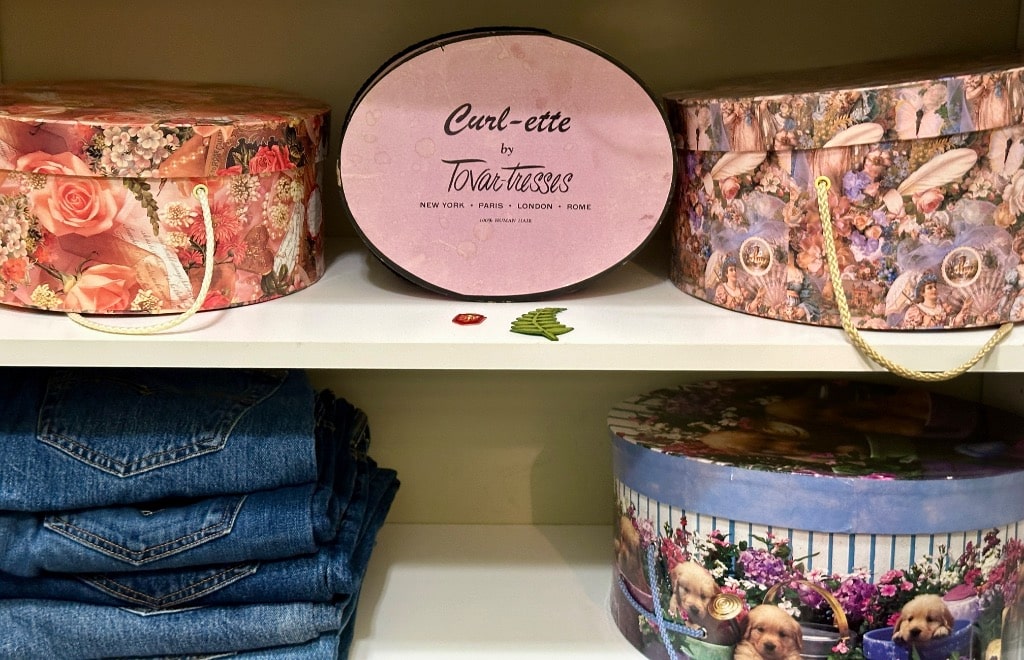 Curl-ette
by
Tovar-Tresses
NEW YORK • PARIS • LONDON • ROME
100% HUMAN HAIR